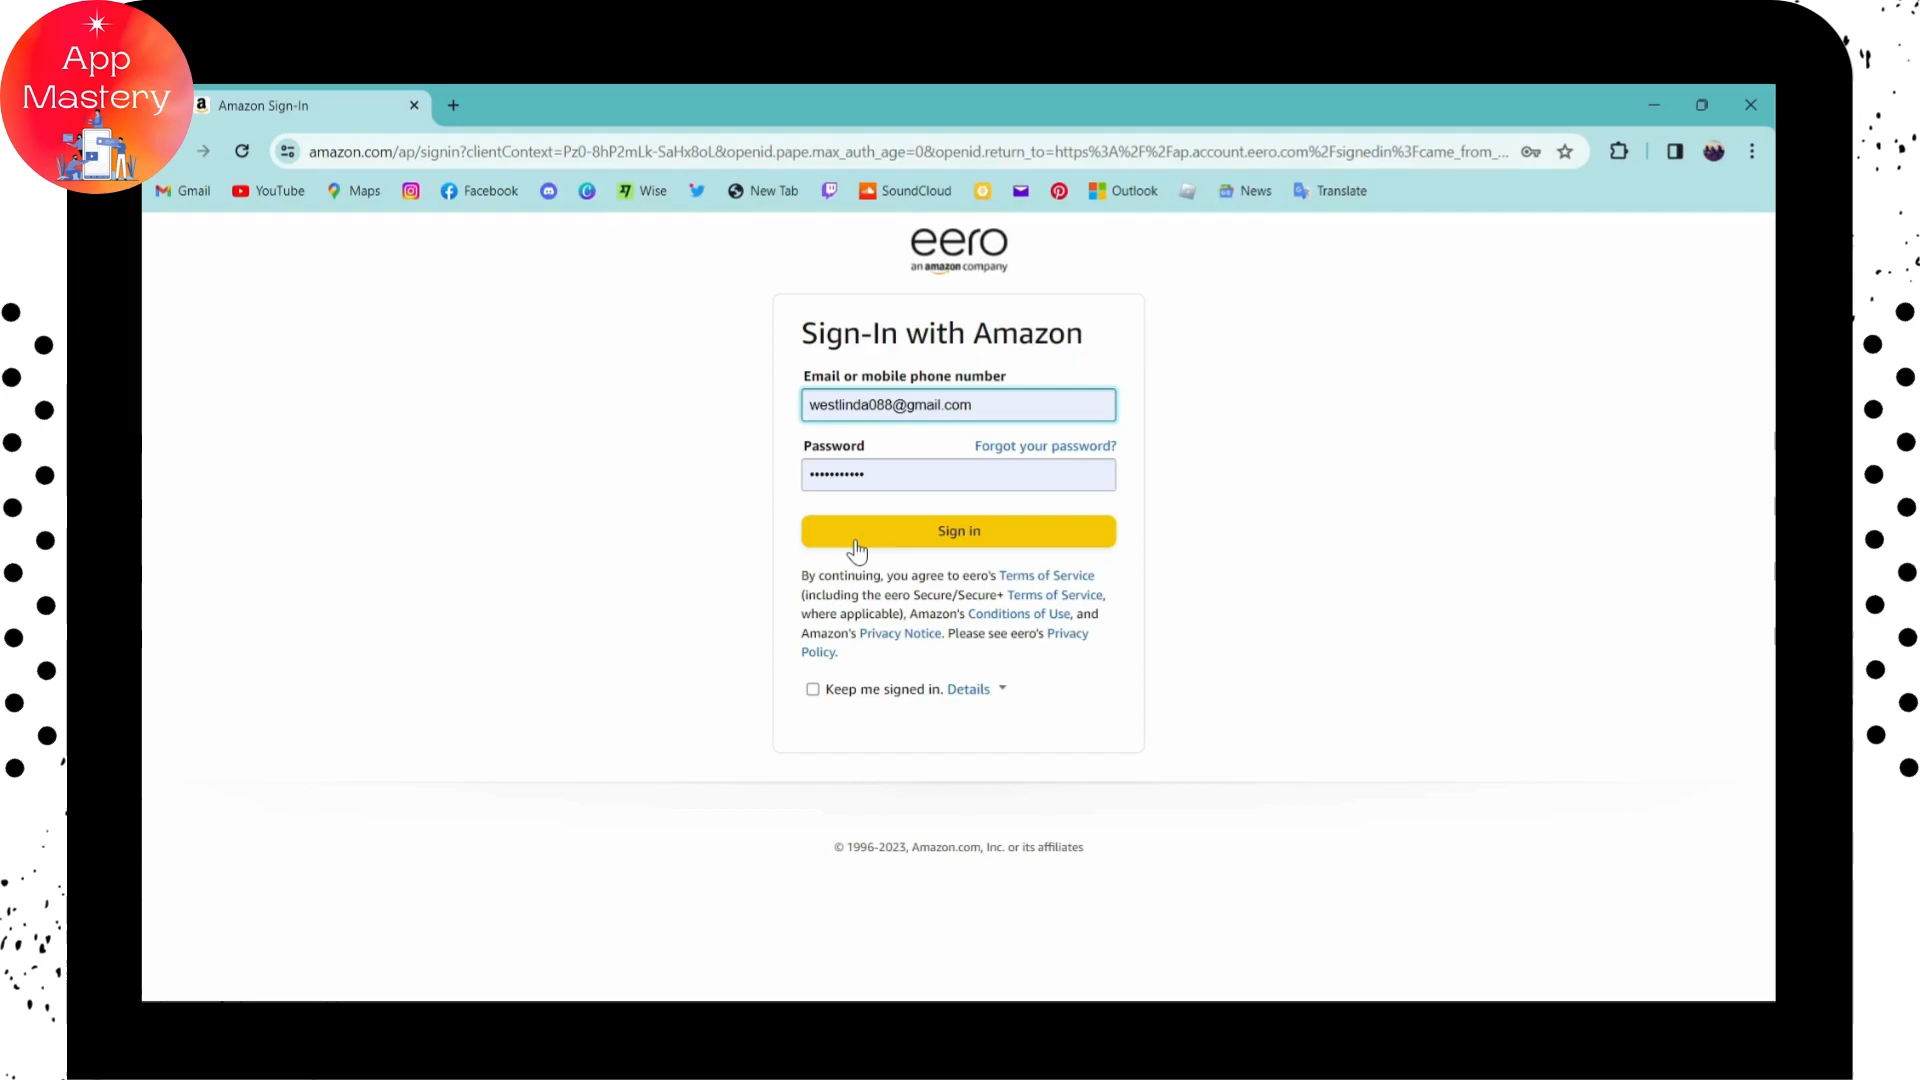 App
Mastery
a Amazon Sign-In
amazon.com/ap/signin?clientContext=Pz0-8hP2mLk-SaHx8oL&openid.pape.max_auth_age=0&openid.return_to=https%3A%2F%2Fap.account.eero.com%2Fsignedin%3Fcame_from_...
Gmail YouTube Maps Facebook Wise New Tab SoundCloud Outlook News Translate
eero
an amazon company
Sign-In with Amazon
Email or mobile phone number
westlinda088@gmail.com
Password Forgot your password?
•••••••••••
Sign in
By continuing, you agree to eero's Terms of Service
(including the eero Secure/Secure+ Terms of Service,
where applicable), Amazon's Conditions of Use, and
Amazon's Privacy Notice. Please see eero's Privacy
Policy.
Keep me signed in. Details
© 1996-2023, Amazon.com, Inc. or its affiliates